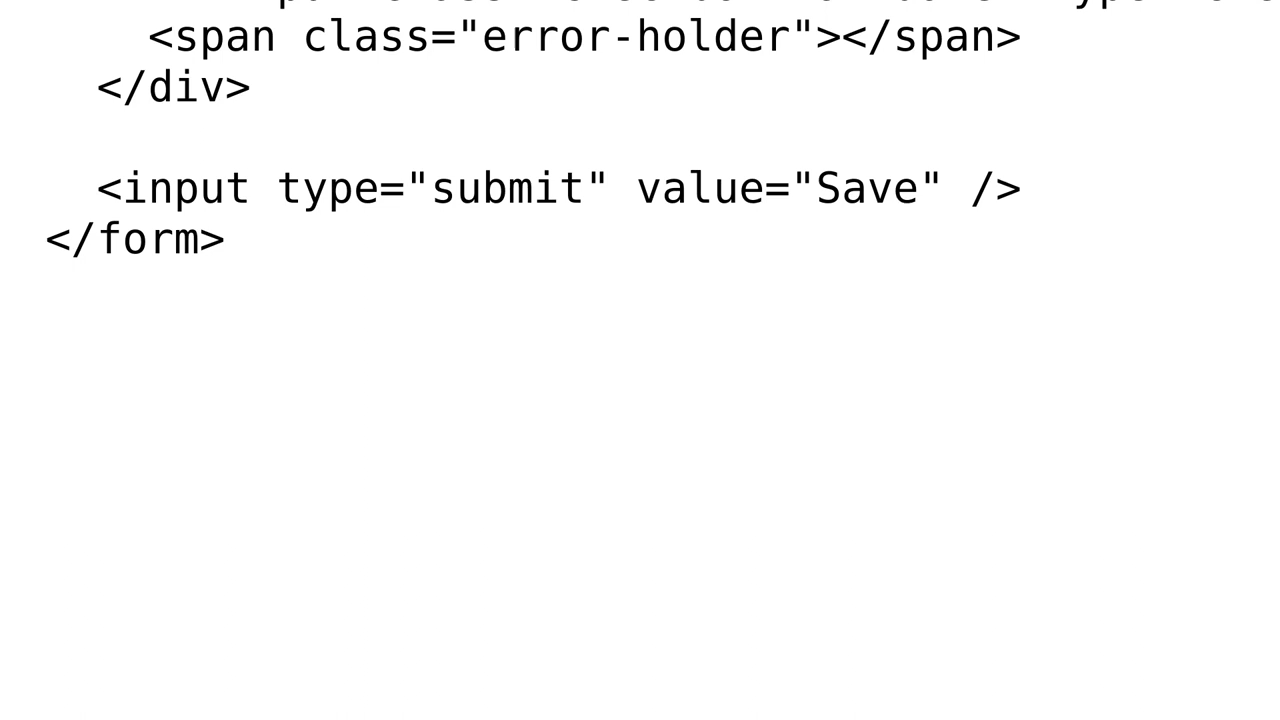 <span class="error-holder"></span>
</div>
<input type="submit" value="Save" />
</form>